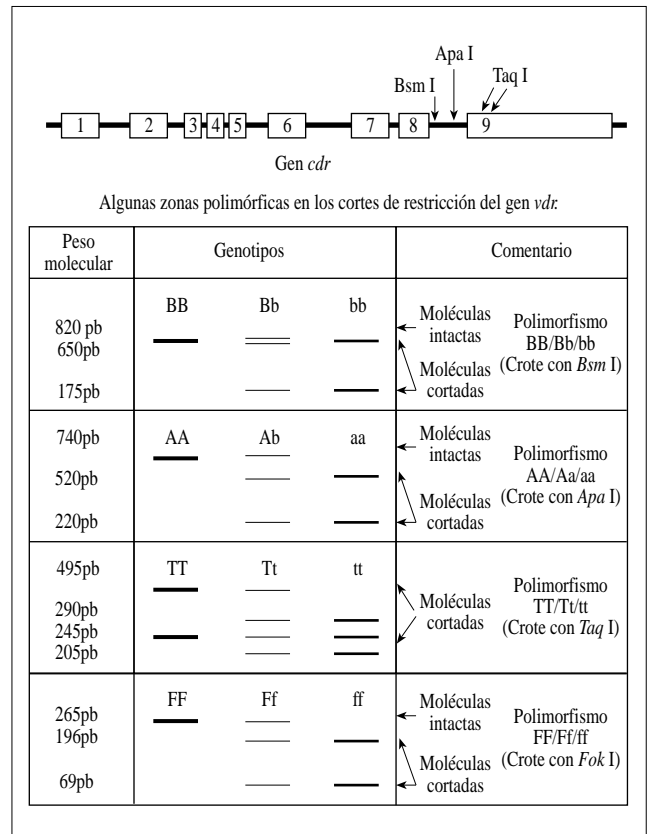 Apa I
Bsm I
Taq I
1 2 3 4 5 6 7 8 9
Gen cdr
Algunas zonas polimórficas en los cortes de restricción del gen vdr.
Peso
molecular
Genotipos
Comentario
820 pb
650pb
175pb
BB Bb bb
Moléculas
intactas
Moléculas
cortadas
Polimorfismo
BB/Bb/bb
(Crote con Bsm I)
740pb
520pb
220pb
AA Ab aa
Moléculas
intactas
Moléculas
cortadas
Polimorfismo
AA/Aa/aa
(Crote con Apa I)
495pb
290pb
245pb
205pb
TT Tt tt
Moléculas
cortadas
Polimorfismo
TT/Tt/tt
(Crote con Taq I)
265pb
196pb
69pb
FF Ff ff
Moléculas
intactas
Moléculas
cortadas
Polimorfismo
FF/Ff/ff
(Crote con Fok I)